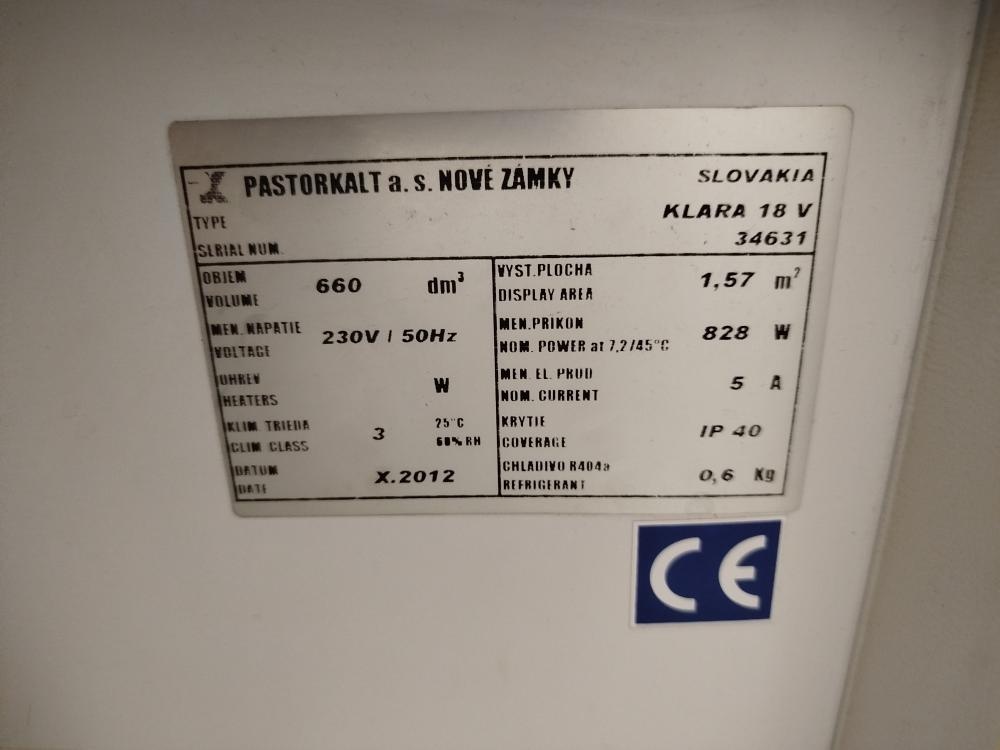 PASTORKALT a. s. NOVÉ ZÁMKY SLOVAKIA
TYPE KLARA 18 V
SERIAL NUM. 34631
OBJEM
VOLUME 660 dm³
MEN. NAPATIE
VOLTAGE 230V / 50Hz
OHREV
HEATERS W
KLIM TRIEDA
CLIM CLASS 3 25°C
60% RH
DATUM
DATE X.2012
VYST. PLOCHA
DISPLAY AREA 1,57 m²
MEN. PRIKON
NOM. POWER at 7,2/45°C 828 W
MEN. EL. PRUD
NOM. CURRENT 5 A
KRYTIE
COVERAGE IP 40
CHLADIVO R404a
REFRIGERANT 0,6 Kg
CE